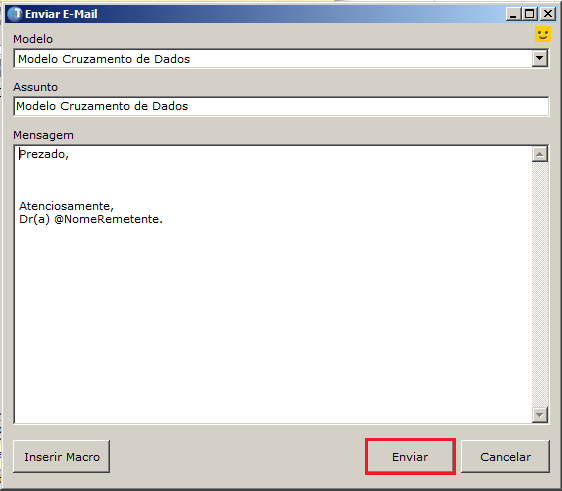 Enviar E-Mail
Modelo
Modelo Cruzamento de Dados
Assunto
Modelo Cruzamento de Dados
Mensagem
Prezado,
Atenciosamente,
Dr(a) @NomeRemetente.
Inserir Macro
Enviar
Cancelar